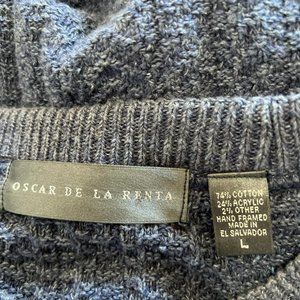 OSCAR DE LA RENTA
74% COTTON
24% ACRYLIC
2% OTHER
HAND FRAMED
MADE IN
EL SALVADOR
L